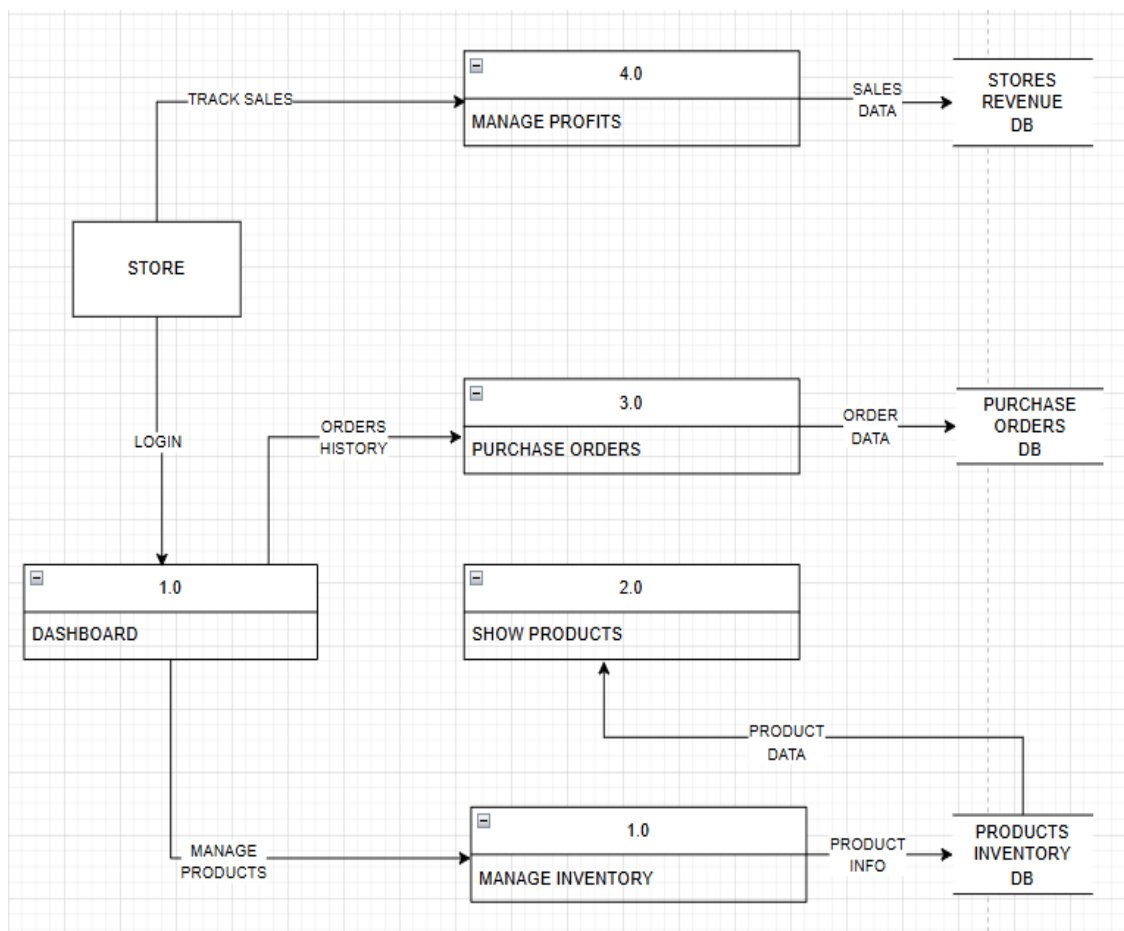 4.0
MANAGE PROFITS
TRACK SALES
SALES
DATA
STORES
REVENUE
DB
STORE
LOGIN
ORDERS
HISTORY
3.0
PURCHASE ORDERS
ORDER
DATA
PURCHASE
ORDERS
DB
1.0
DASHBOARD
2.0
SHOW PRODUCTS
PRODUCT
DATA
MANAGE
PRODUCTS
1.0
MANAGE INVENTORY
PRODUCT
INFO
PRODUCTS
INVENTORY
DB